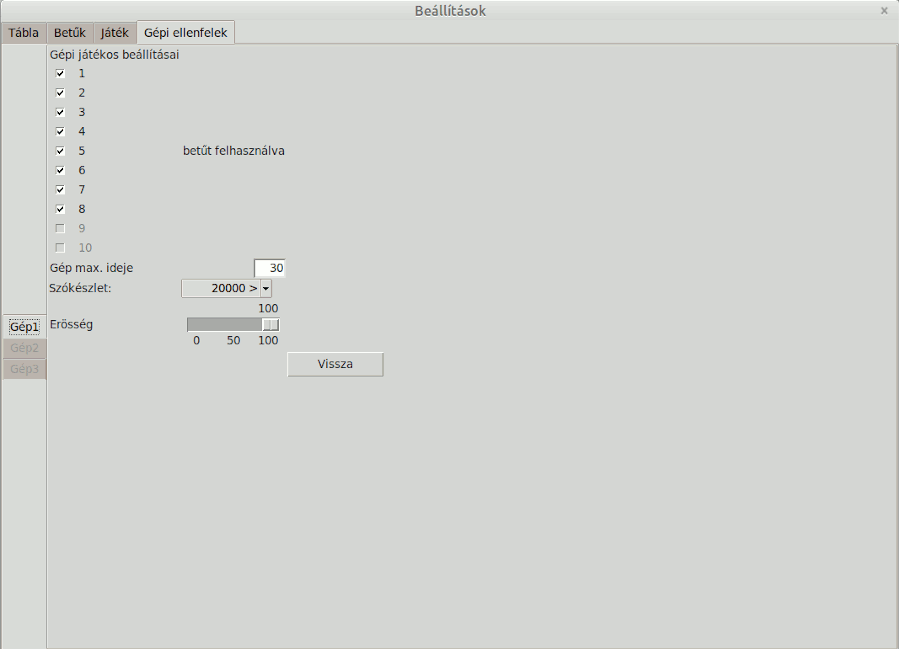 Beállítások
Tábla Betűk Játék Gépi ellenfelek
Gépi játékos beállításai
1
2
3
4
5 betűt felhasználva
6
7
8
9
10
Gép max. ideje 30
Szókészlet: 20000 >
100
Gép1 Erösség
0 50 100
Gép2
Vissza
Gép3